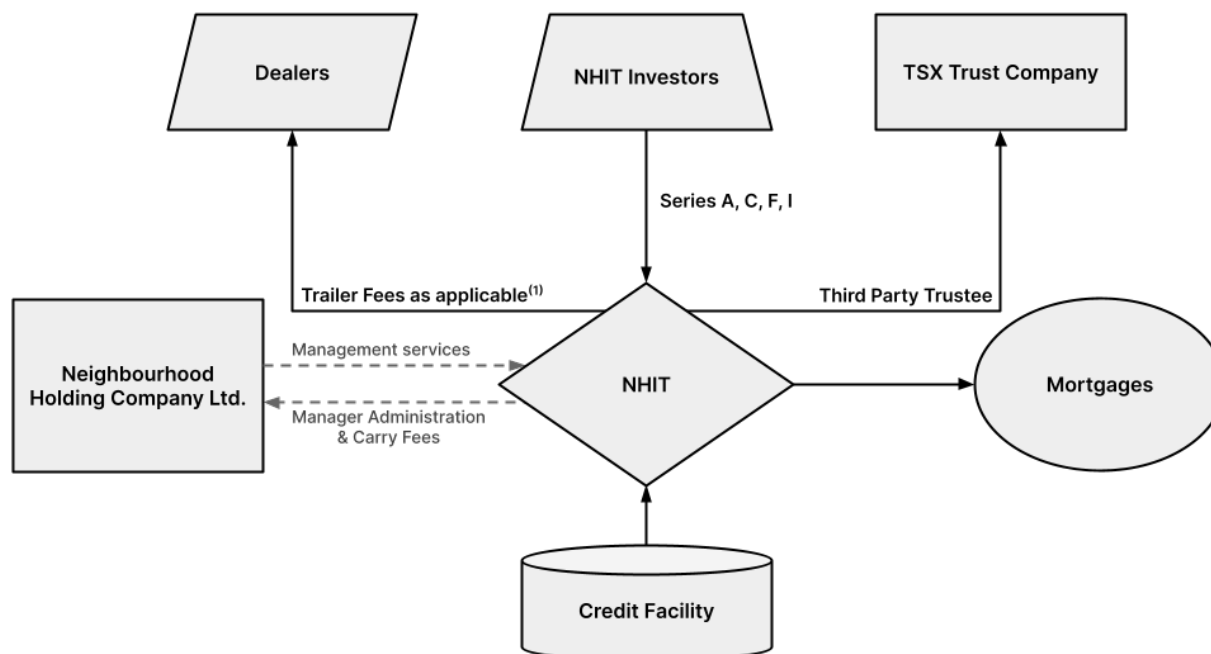 Dealers
NHIT Investors
TSX Trust Company
Series A, C, F, I
Trailer Fees as applicable(1)
Third Party Trustee
Management services
Neighbourhood
Holding Company Ltd.
NHIT
Mortgages
Manager Administration
& Carry Fees
Credit Facility